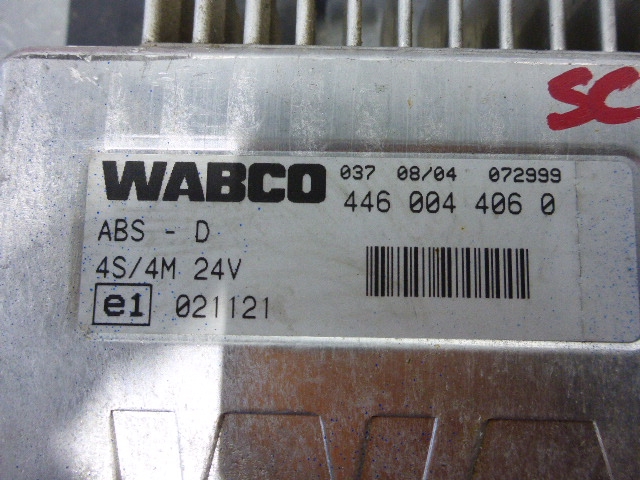 SC
WABCO 037 08/04 072999
446 004 406 0
ABS - D
4S/4M 24V
e1 021121